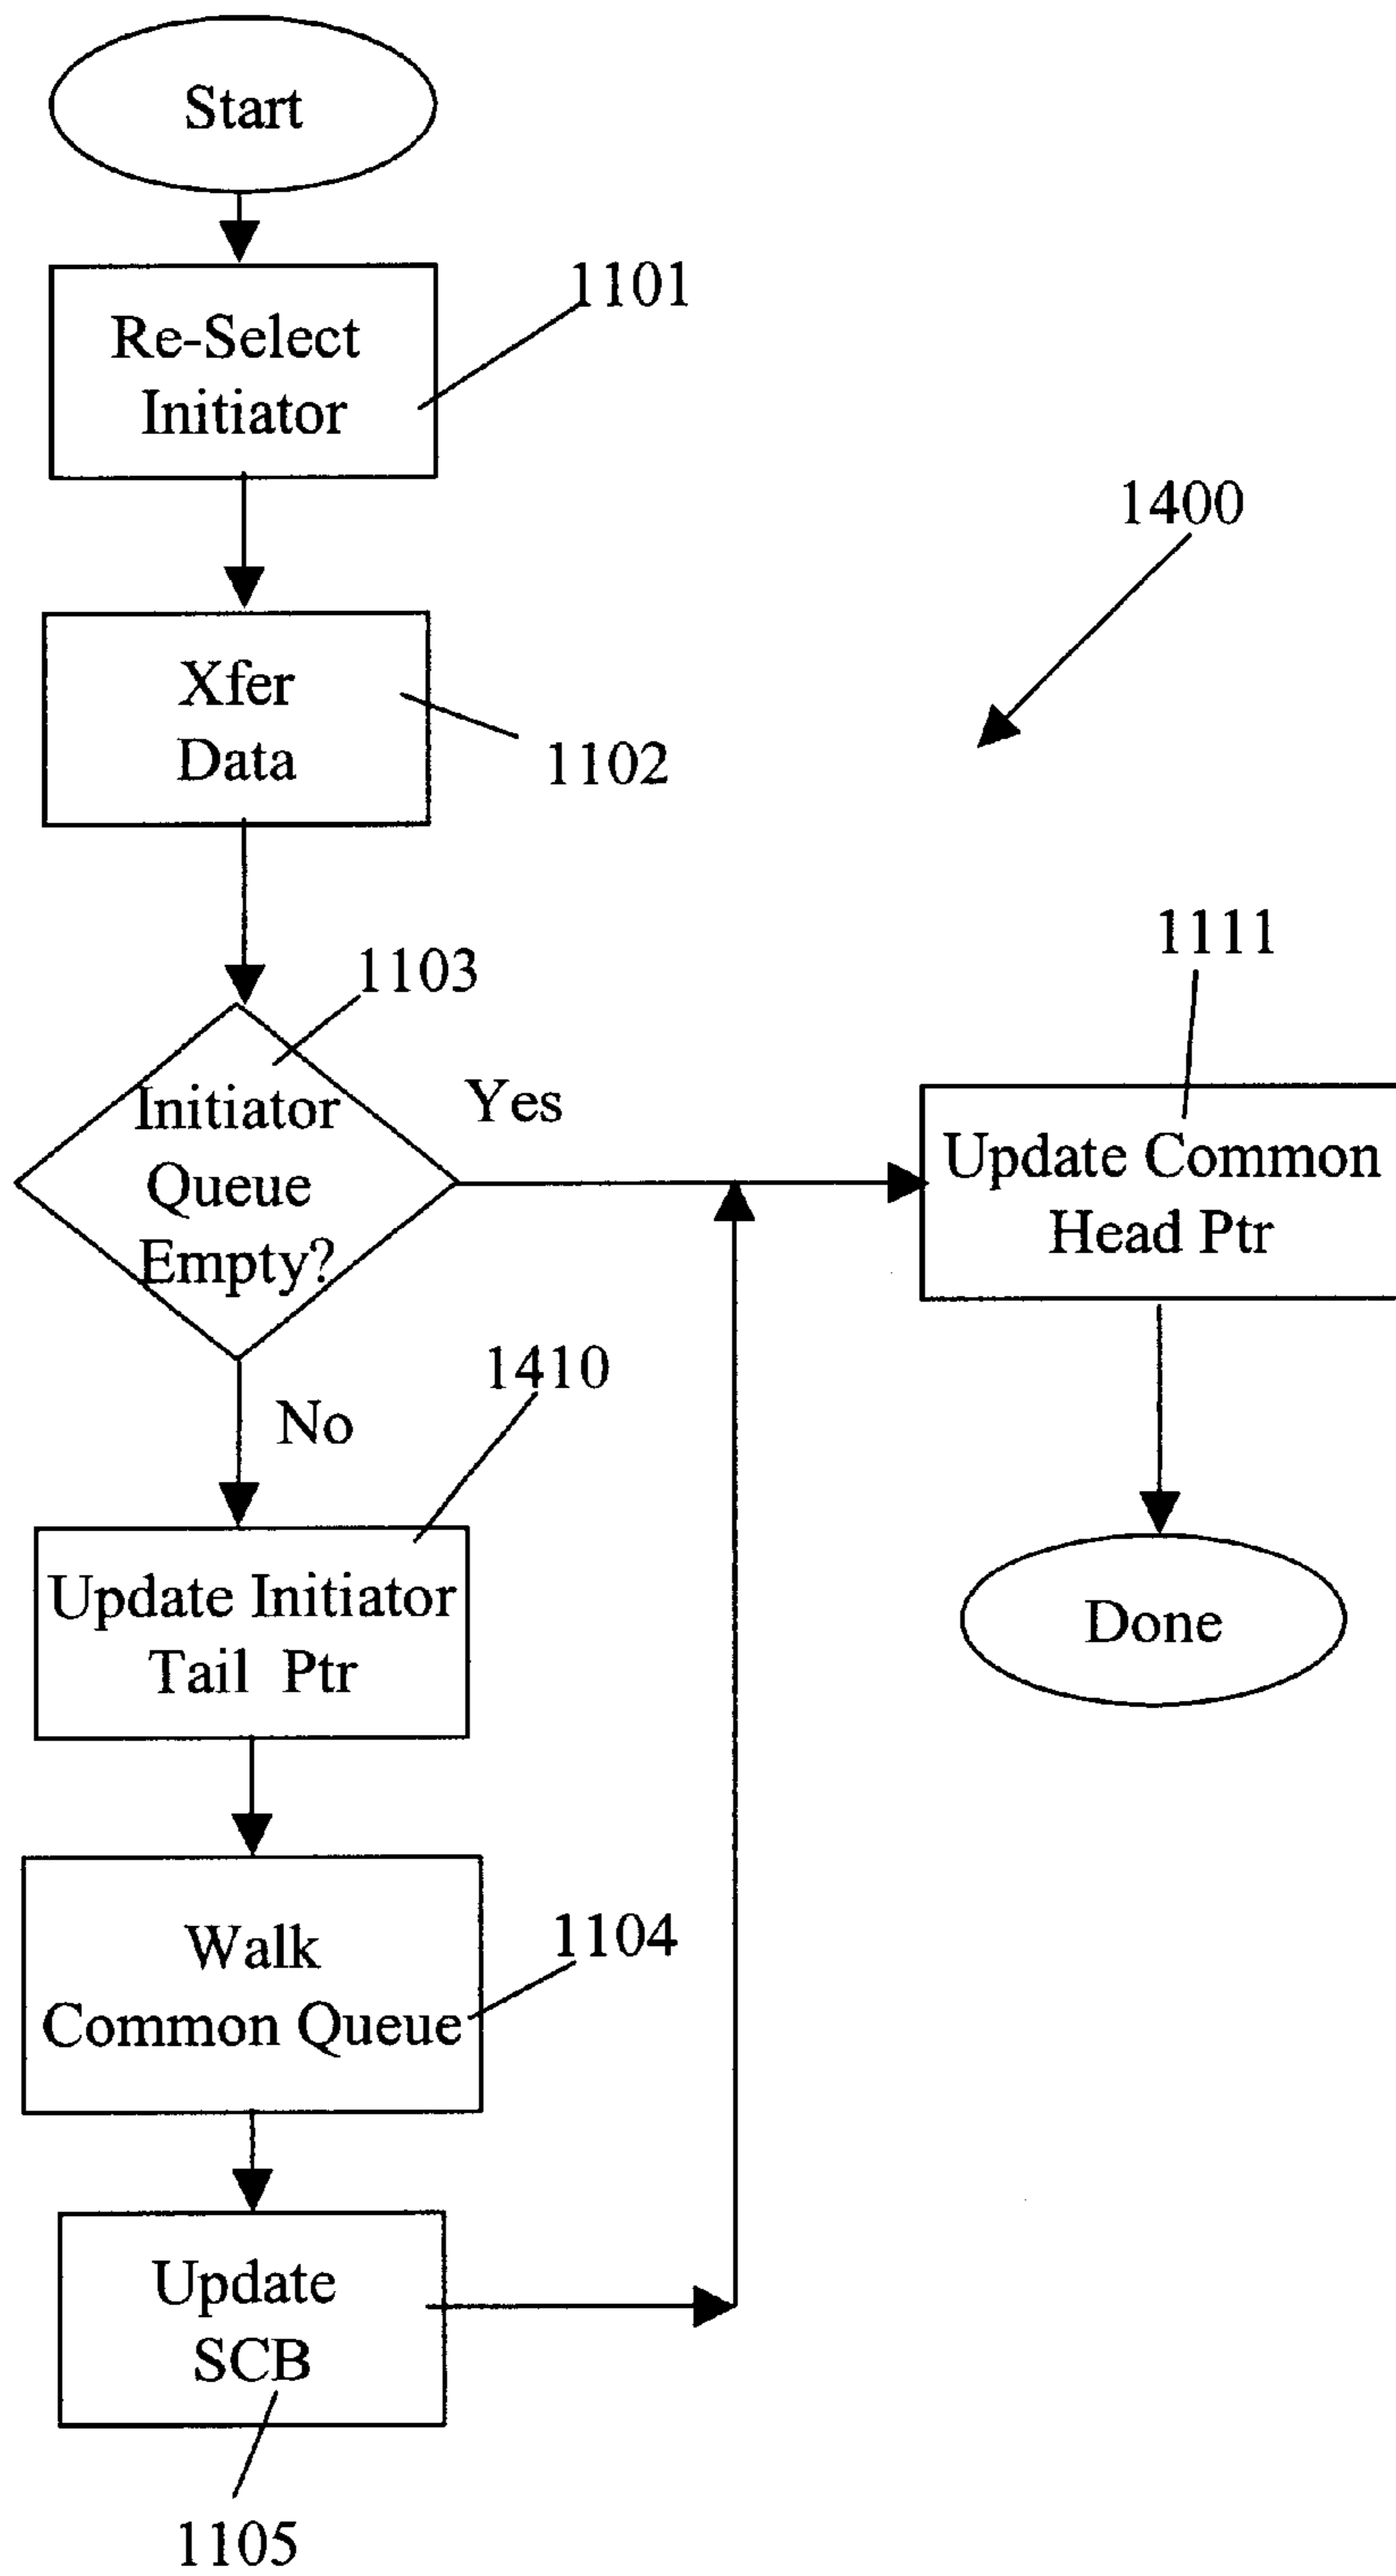 Start
1101
Re-Select
Initiator
1400
Xfer
Data
1102
1103
1111
Initiator
Queue
Empty?
Yes
Update Common
Head Ptr
1410
No
Update Initiator
Tail Ptr
Done
1104
Walk
Common Queue
Update
SCB
1105